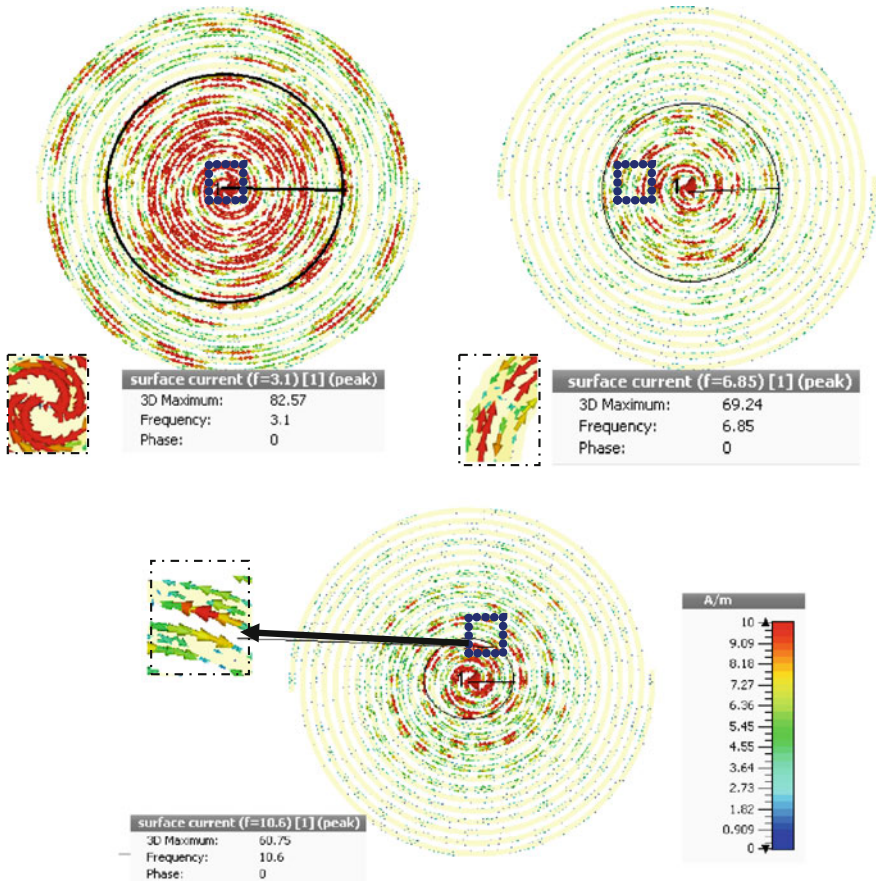 surface current (f=3.1) [1] (peak)
3D Maximum: 82.57
Frequency: 3.1
Phase: 0
surface current (f=6.85) [1] (peak)
3D Maximum: 69.24
Frequency: 6.85
Phase: 0
surface current (f=10.6) [1] (peak)
3D Maximum: 60.75
Frequency: 10.6
Phase: 0
A/m
10
9.09
8.18
7.27
6.36
5.45
4.55
3.64
2.73
1.82
0.909
0